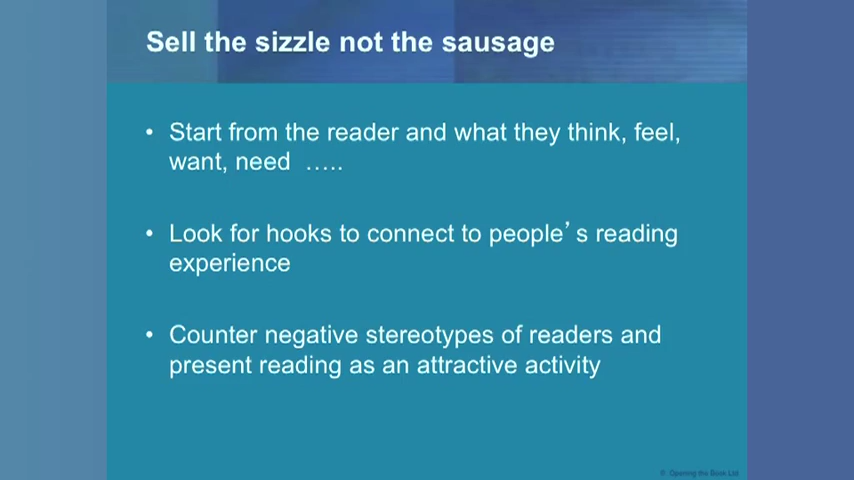 Sell the sizzle not the sausage
• Start from the reader and what they think, feel,
want, need …..
• Look for hooks to connect to people’s reading
experience
• Counter negative stereotypes of readers and
present reading as an attractive activity
© Opening the Book Ltd